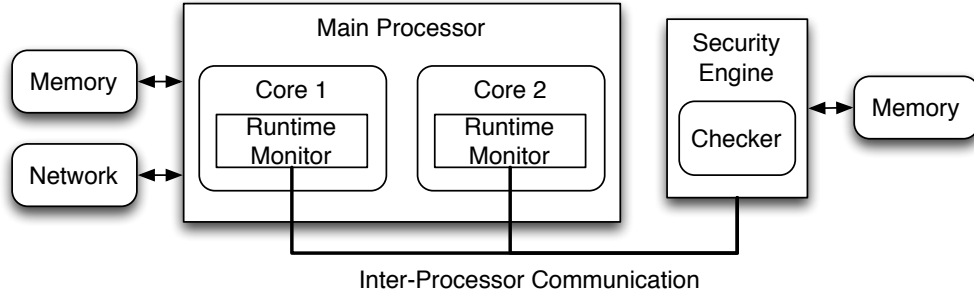 Main Processor
Security
Engine
Memory
Core 1
Core 2
Runtime
Monitor
Runtime
Monitor
Checker
Memory
Network
Inter-Processor Communication